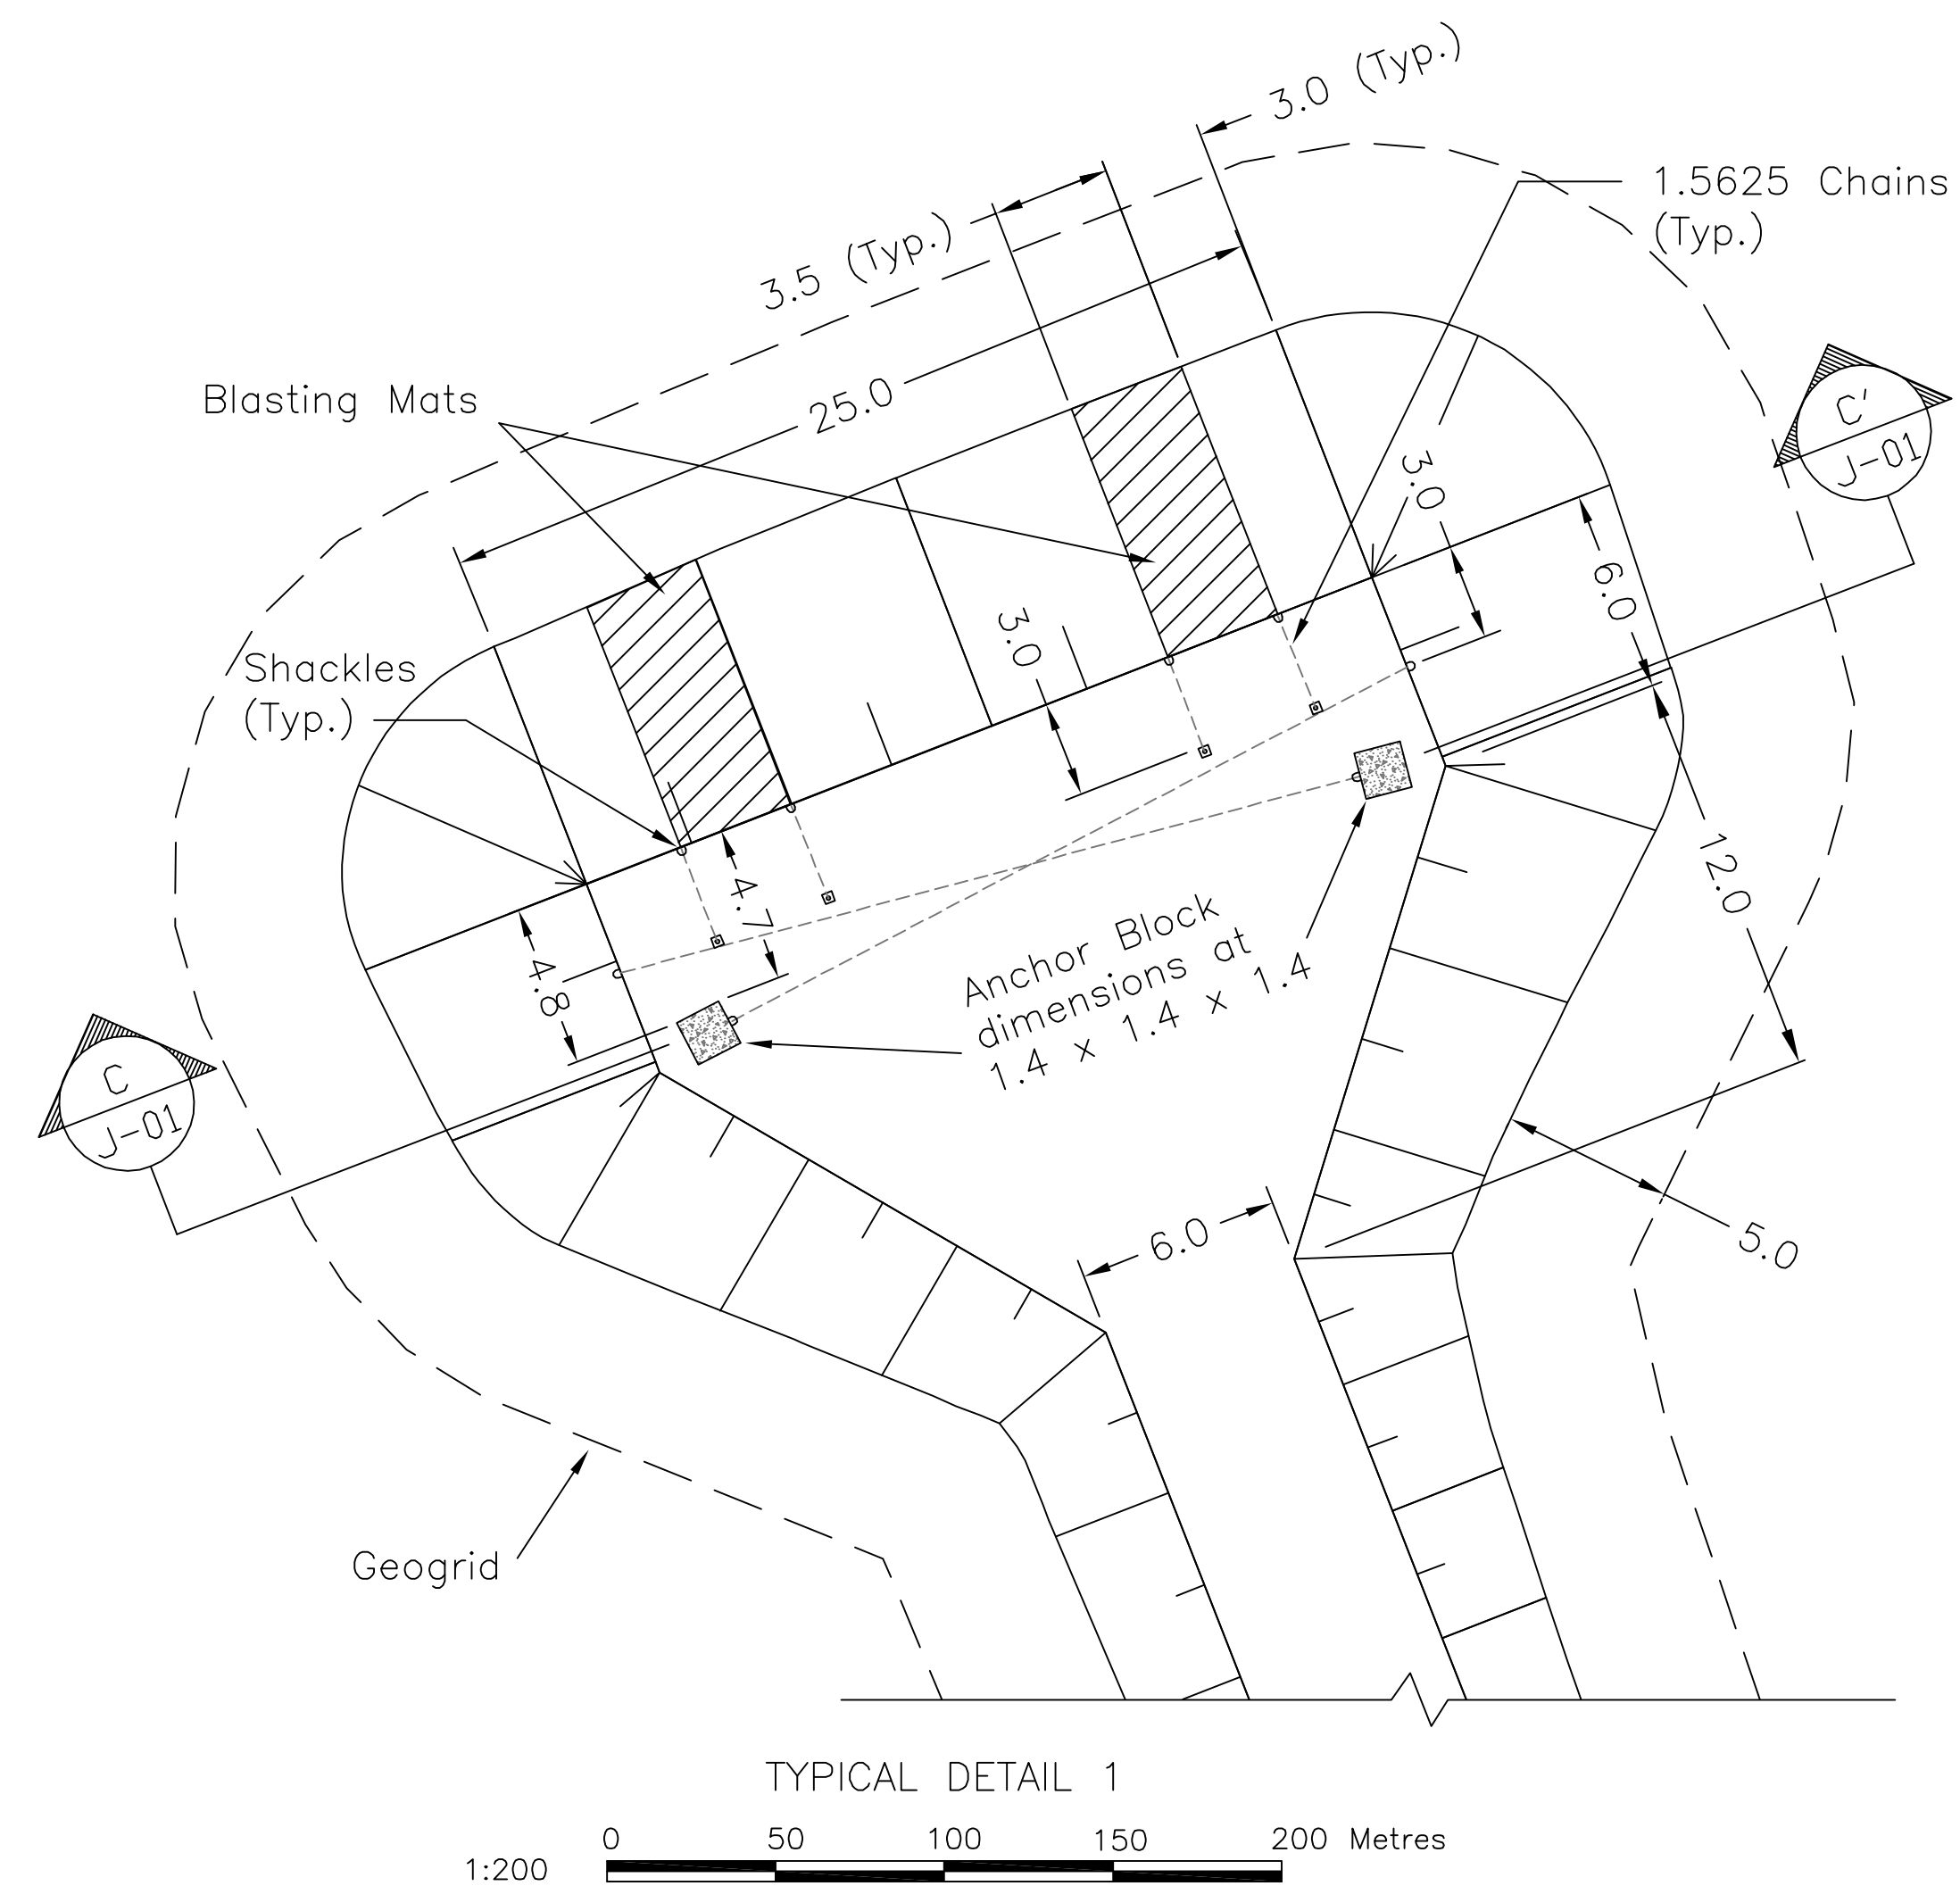 3.0 (Typ.)
1.5625 Chains
(Typ.)
3.5 (Typ.)
25.0
Blasting Mats
C'
J-01
3.0
6.0
3.0
Shackles
(Typ.)
4.7
12.0
4.8
Anchor Block
dimensions at
1.4 x 1.4 x 1.4
C
J-01
6.0
5.0
Geogrid
TYPICAL DETAIL 1
0 50 100 150 200 Metres
1:200